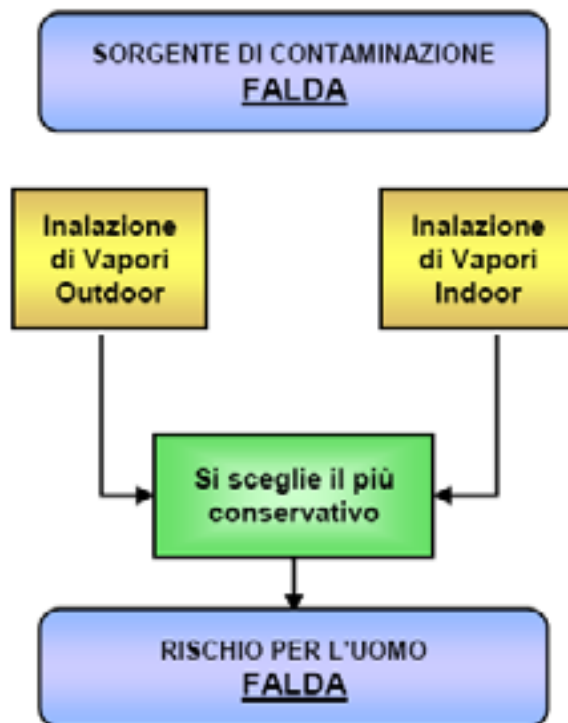 SORGENTE DI CONTAMINAZIONE
FALDA
Inalazione
di Vapori
Outdoor
Inalazione
di Vapori
Indoor
Si sceglie il più
conservativo
RISCHIO PER L'UOMO
FALDA